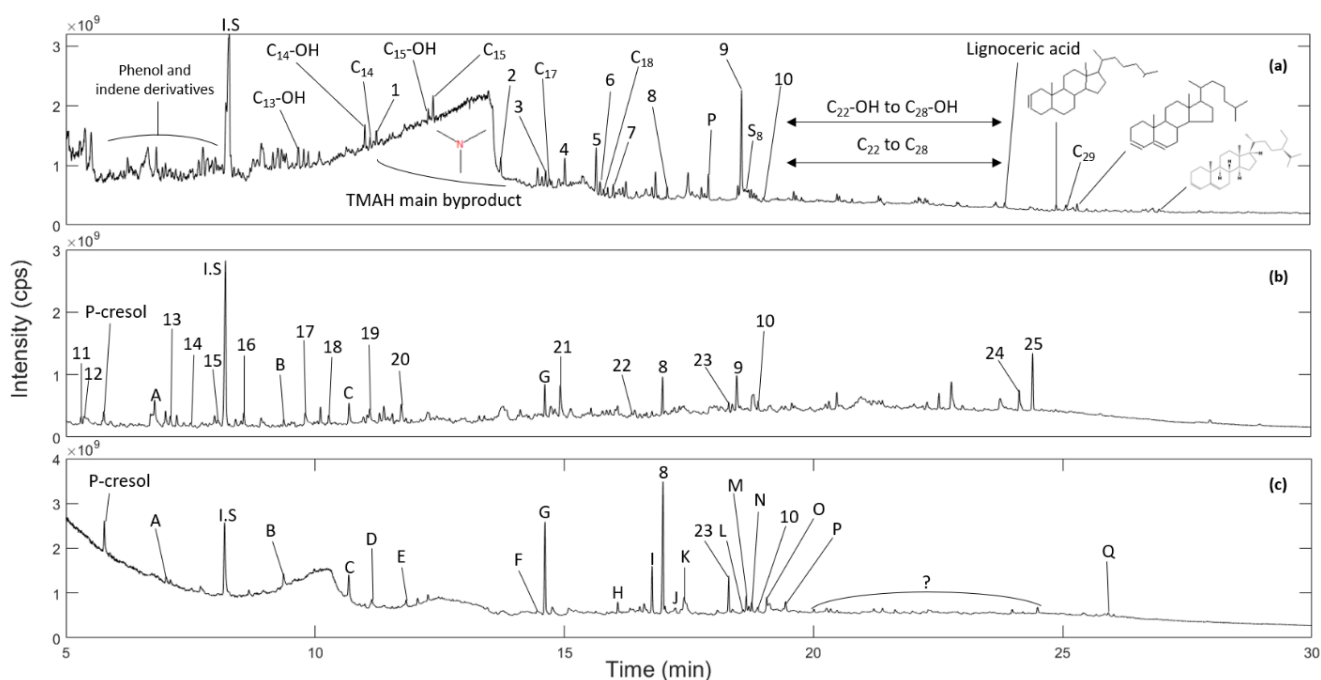 ×10⁹
I.S
(a)
3
2
1
0
Phenol and
indene derivatives
C₁₃-OH
C₁₄-OH
C₁₄
1
C₁₅-OH
C₁₅
N
TMAH main byproduct
2
3
C₁₇
4
5
6
C₁₈
7
8
P
9
S₈
10
C₂₂-OH to C₂₈-OH
C₂₂ to C₂₈
Lignoceric acid
C₂₉
H
H
H
H
×10⁹
(b)
3
2
1
0
11
12
P-cresol
A
13
14
15
I.S
16
B
17
18
C
19
20
G
21
22
8
23
9
10
24
25
×10⁹
(c)
4
3
2
1
0
P-cresol
A
I.S
B
C
D
E
F
G
H
I
8
J
K
23
L
M
N
10
O
P
?
Q
5
10
15
20
25
30
Time (min)
Intensity (cps)